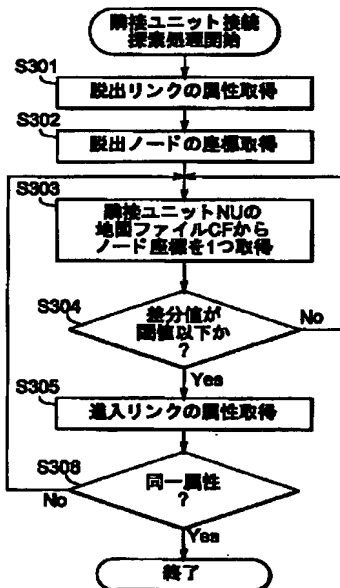 隣接ユニット接続
探索処理開始
S301
脱出リンクの属性取得
S302
脱出ノードの座標取得
S303
隣接ユニットNUの
地図ファイルCFから
ノード座標を1つ取得
S304
差分値が
閾値以下か
?
No
Yes
S305
進入リンクの属性取得
S308
同一属性
?
No
Yes
終了